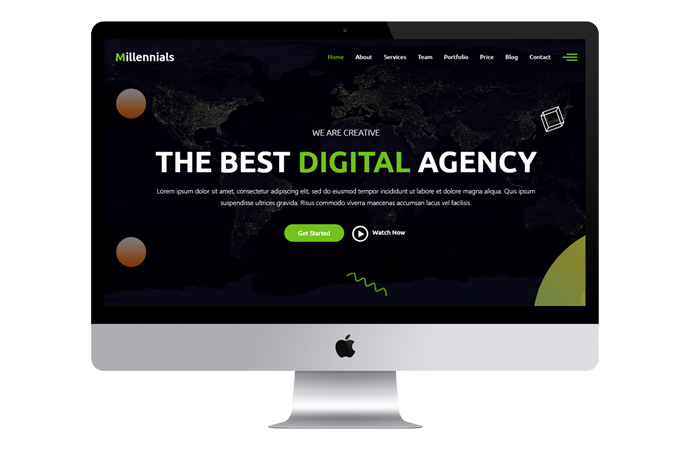 Millennials
Home About Services Team Portfolio Price Blog Contact
WE ARE CREATIVE
THE BEST DIGITAL AGENCY
Lorem ipsum dolor sit amet, consectetur adipiscing elit, sed do eiusmod tempor incididunt ut labore et dolore magna aliqua. Quis ipsum
suspendisse ultrices gravida. Risus commodo viverra maecenas accumsan lacus vel facilisis.
Get Started Watch Now